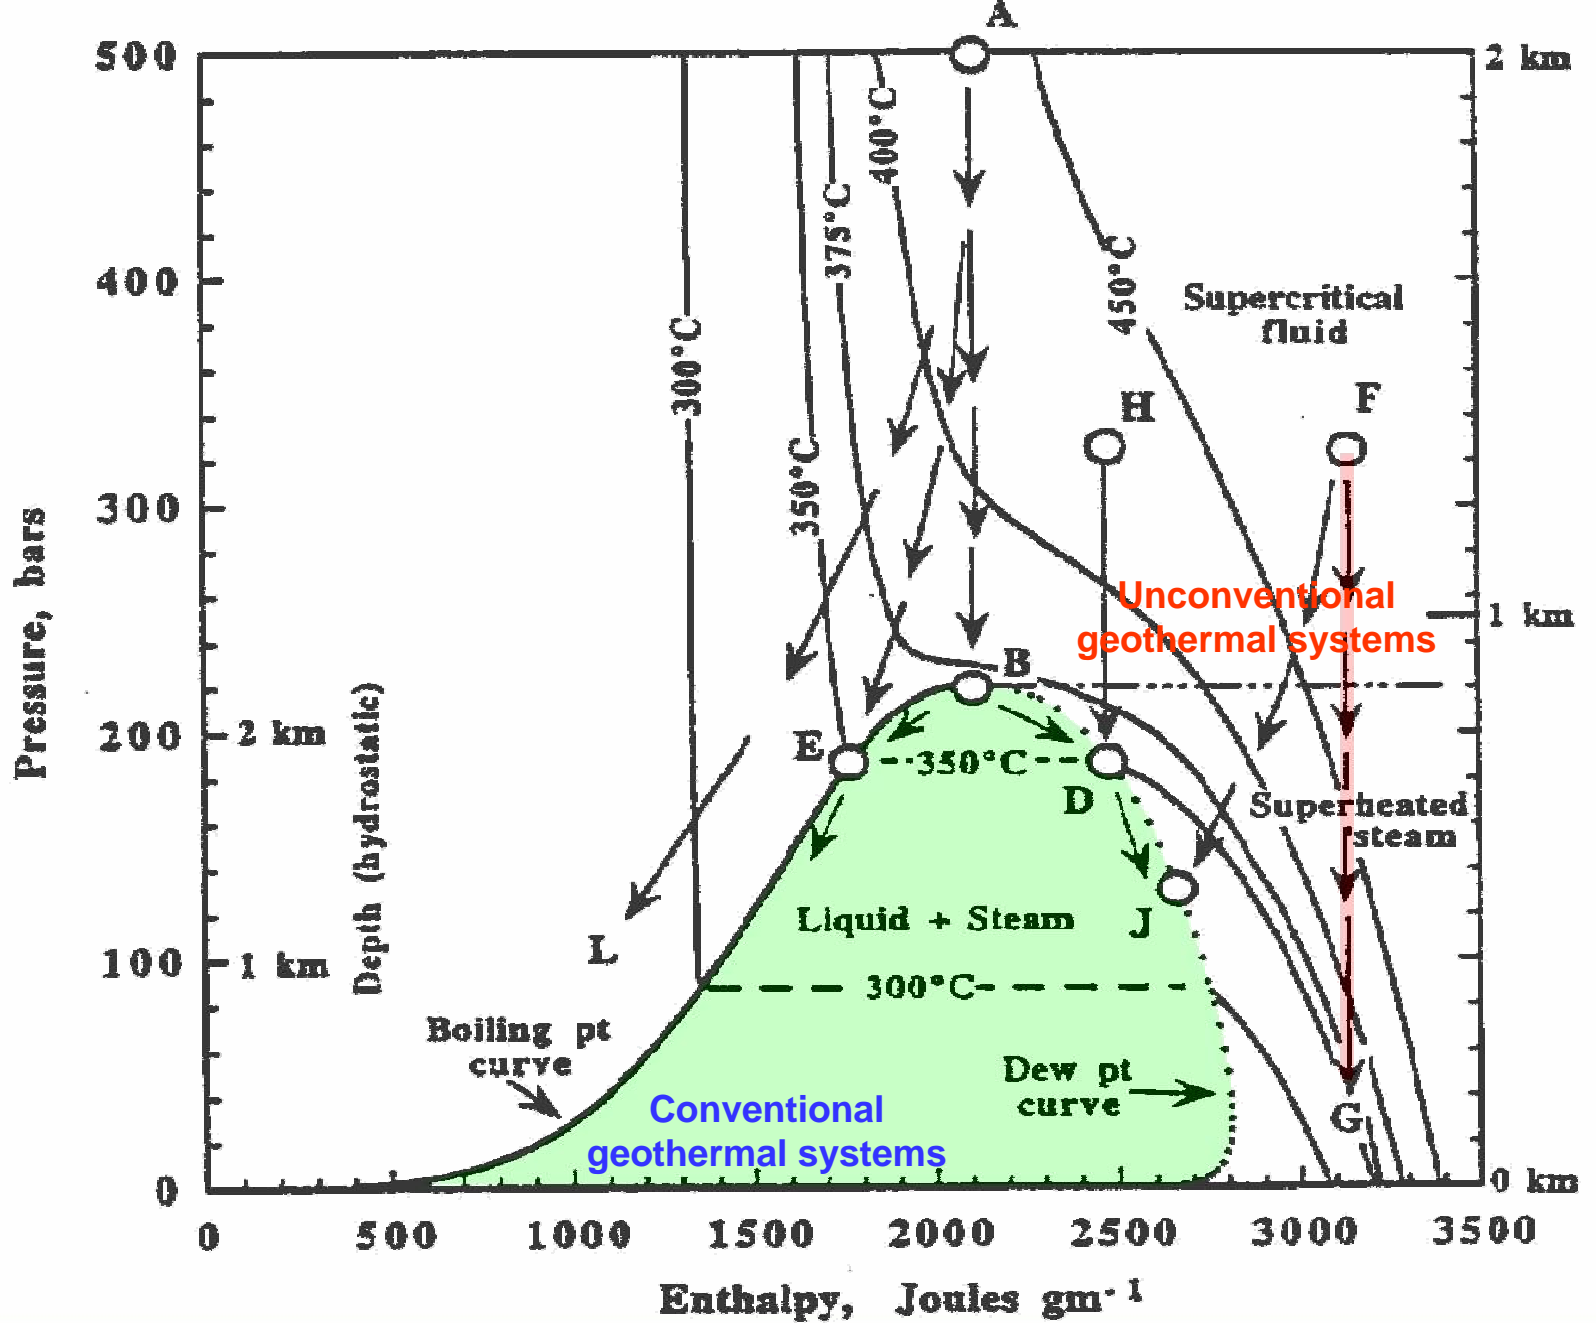 A
500
2 km
400°C
375°C
450°C
400
Supercritical
fluid
300°C
H
F
350°C
300
Pressure, bars
Unconventional
geothermal systems
1 km
B
200
2 km
Depth (hydrostatic)
E
350°C
D
Superheated
steam
Liquid + Steam
J
L
100
1 km
300°C
Boiling pt
curve
Dew pt
curve
Conventional
geothermal systems
G
0
0 km
0
500
1000
1500
2000
2500
3000
3500
Enthalpy, Joules gm-1